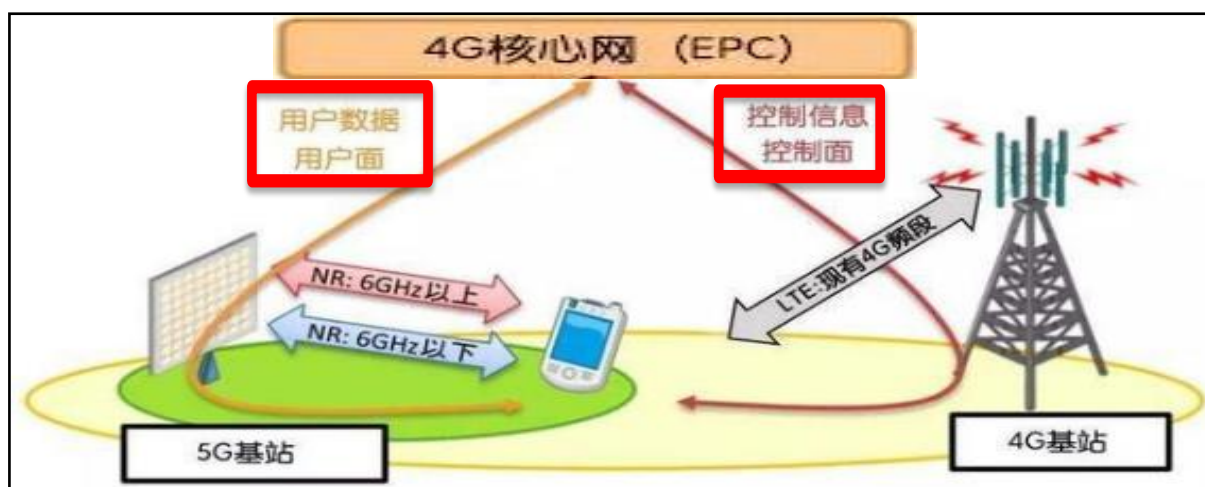 4G核心网 (EPC)
用户数据
用户面
控制信息
控制面
NR: 6GHz以上
NR: 6GHz以下
LTE:现有4G频段
5G基站
4G基站